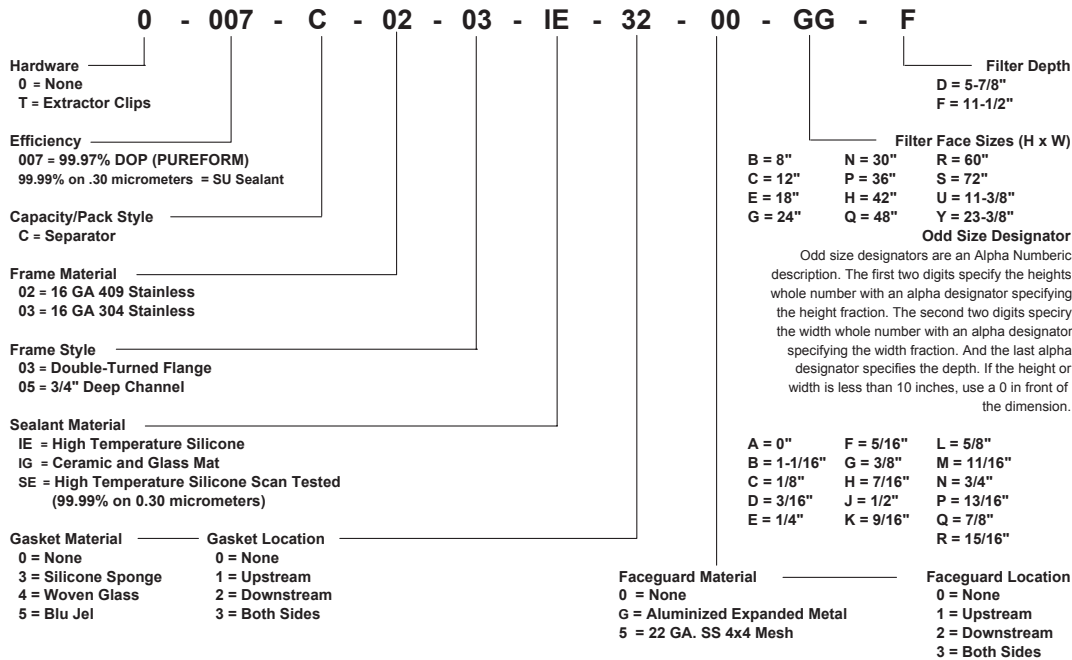 0 - 007 - C - 02 - 03 - IE - 32 - 00 - GG - F
Hardware
0 = None
T = Extractor Clips
Efficiency
007 = 99.97% DOP (PUREFORM)
99.99% on .30 micrometers = SU Sealant
Capacity/Pack Style
C = Separator
Frame Material
02 = 16 GA 409 Stainless
03 = 16 GA 304 Stainless
Frame Style
03 = Double-Turned Flange
05 = 3/4" Deep Channel
Sealant Material
IE = High Temperature Silicone
IG = Ceramic and Glass Mat
SE = High Temperature Silicone Scan Tested
(99.99% on 0.30 micrometers)
Gasket Material
0 = None
3 = Silicone Sponge
4 = Woven Glass
5 = Blu Jel
Gasket Location
0 = None
1 = Upstream
2 = Downstream
3 = Both Sides
Filter Depth
D = 5-7/8"
F = 11-1/2"
Filter Face Sizes (H x W)
B = 8" N = 30" R = 60"
C = 12" P = 36" S = 72"
E = 18" H = 42" U = 11-3/8"
G = 24" Q = 48" Y = 23-3/8"
Odd Size Designator
Odd size designators are an Alpha Numberic
description. The first two digits specify the heights
whole number with an alpha designator specifying
the height fraction. The second two digits speciry
the width whole number with an alpha designator
specifying the width fraction. And the last alpha
designator specifies the depth. If the height or
width is less than 10 inches, use a 0 in front of
the dimension.
A = 0" F = 5/16" L = 5/8"
B = 1-1/16" G = 3/8" M = 11/16"
C = 1/8" H = 7/16" N = 3/4"
D = 3/16" J = 1/2" P = 13/16"
E = 1/4" K = 9/16" Q = 7/8"
R = 15/16"
Faceguard Material
0 = None
G = Aluminized Expanded Metal
5 = 22 GA. SS 4x4 Mesh
Faceguard Location
0 = None
1 = Upstream
2 = Downstream
3 = Both Sides